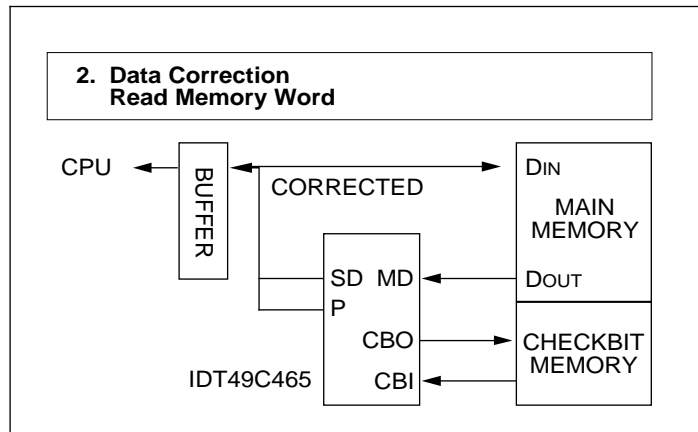 2. Data Correction
Read Memory Word
CPU
BUFFER
CORRECTED
DIN
MAIN
MEMORY
SD
MD
DOUT
P
CBO
CHECKBIT
MEMORY
IDT49C465
CBI